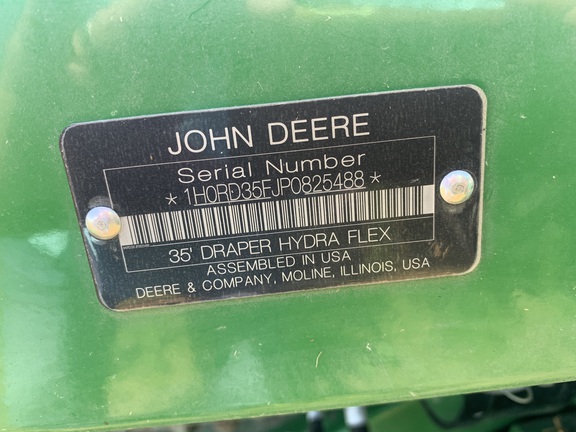 JOHN DEERE
Serial Number
*1H0RD35FJP0825488*
35' DRAPER HYDRA FLEX
ASSEMBLED IN USA
DEERE & COMPANY, MOLINE, ILLINOIS, USA